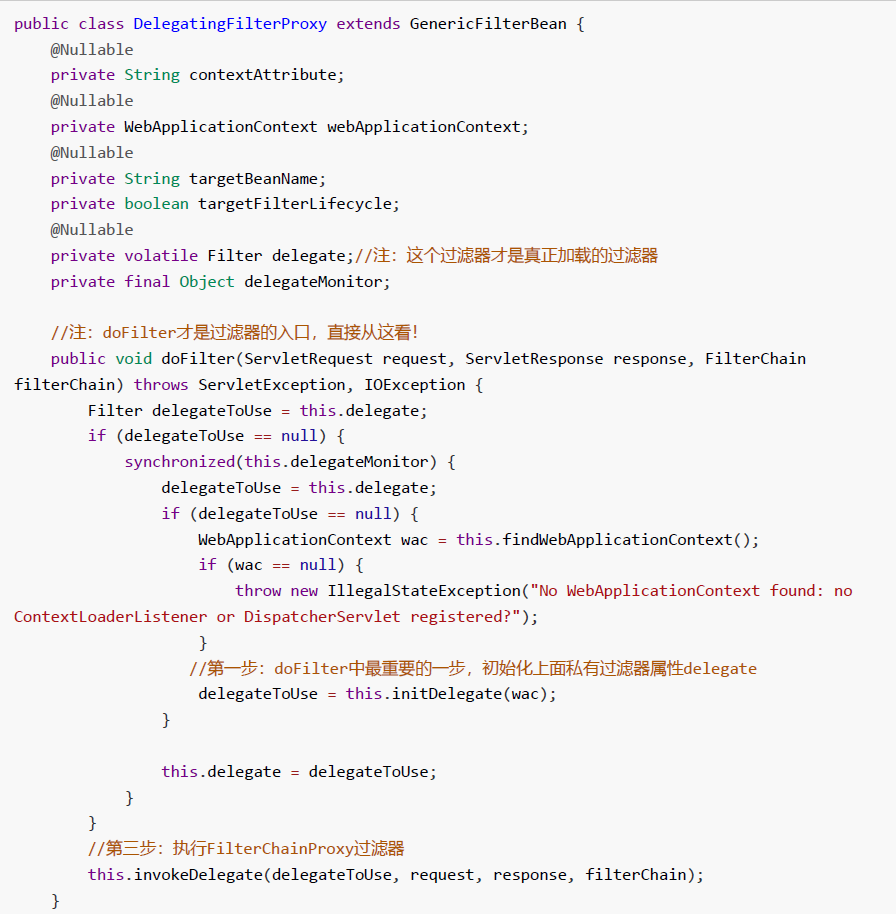 public class DelegatingFilterProxy extends GenericFilterBean {
    @Nullable
    private String contextAttribute;
    @Nullable
    private WebApplicationContext webApplicationContext;
    @Nullable
    private String targetBeanName;
    private boolean targetFilterLifecycle;
    @Nullable
    private volatile Filter delegate;//注：这个过滤器才是真正加载的过滤器
    private final Object delegateMonitor;

    //注：doFilter才是过滤器的入口，直接从这看！
    public void doFilter(ServletRequest request, ServletResponse response, FilterChain
filterChain) throws ServletException, IOException {
        Filter delegateToUse = this.delegate;
        if (delegateToUse == null) {
            synchronized(this.delegateMonitor) {
                delegateToUse = this.delegate;
                if (delegateToUse == null) {
                    WebApplicationContext wac = this.findWebApplicationContext();
                    if (wac == null) {
                        throw new IllegalStateException("No WebApplicationContext found: no
ContextLoaderListener or DispatcherServlet registered?");
                    }
                   //第一步：doFilter中最重要的一步，初始化上面私有过滤器属性delegate
                    delegateToUse = this.initDelegate(wac);
                }

                this.delegate = delegateToUse;
            }
        }
        //第三步：执行FilterChainProxy过滤器
        this.invokeDelegate(delegateToUse, request, response, filterChain);
    }